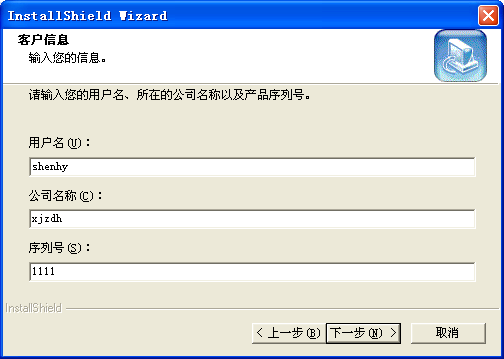 InstallShield Wizard
客户信息
输入您的信息。
请输入您的用户名、所在的公司名称以及产品序列号。
用户名(U)：
shenhy
公司名称(C)：
xjzdh
序列号(S)：
1111
InstallShield
< 上一步(B) 下一步(N) > 取消